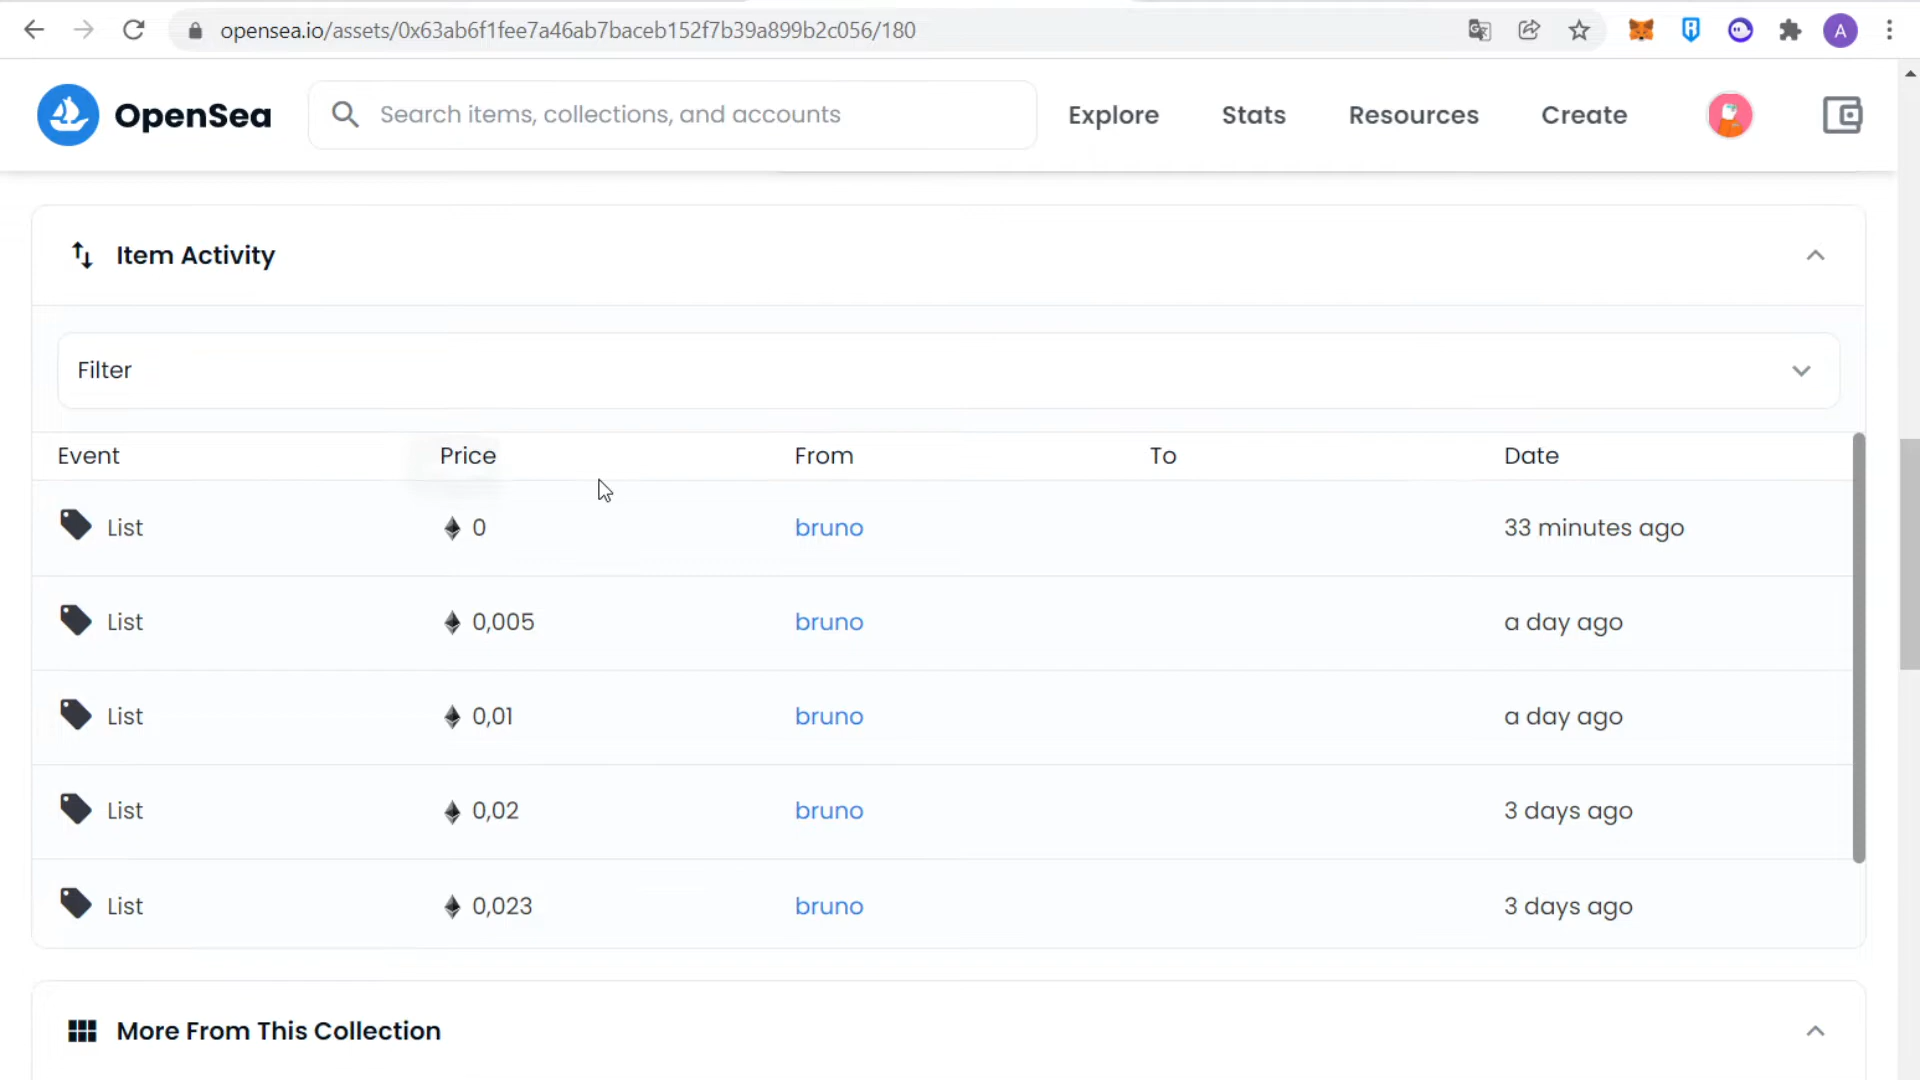 opensea.io/assets/0x63ab6f1fee7a46ab7baceb152f7b39a899b2c056/180
A
OpenSea
Search items, collections, and accounts
Explore
Stats
Resources
Create
Item Activity
Filter
Event Price From To Date
List 0 bruno 33 minutes ago
List 0,005 bruno a day ago
List 0,01 bruno a day ago
List 0,02 bruno 3 days ago
List 0,023 bruno 3 days ago
More From This Collection